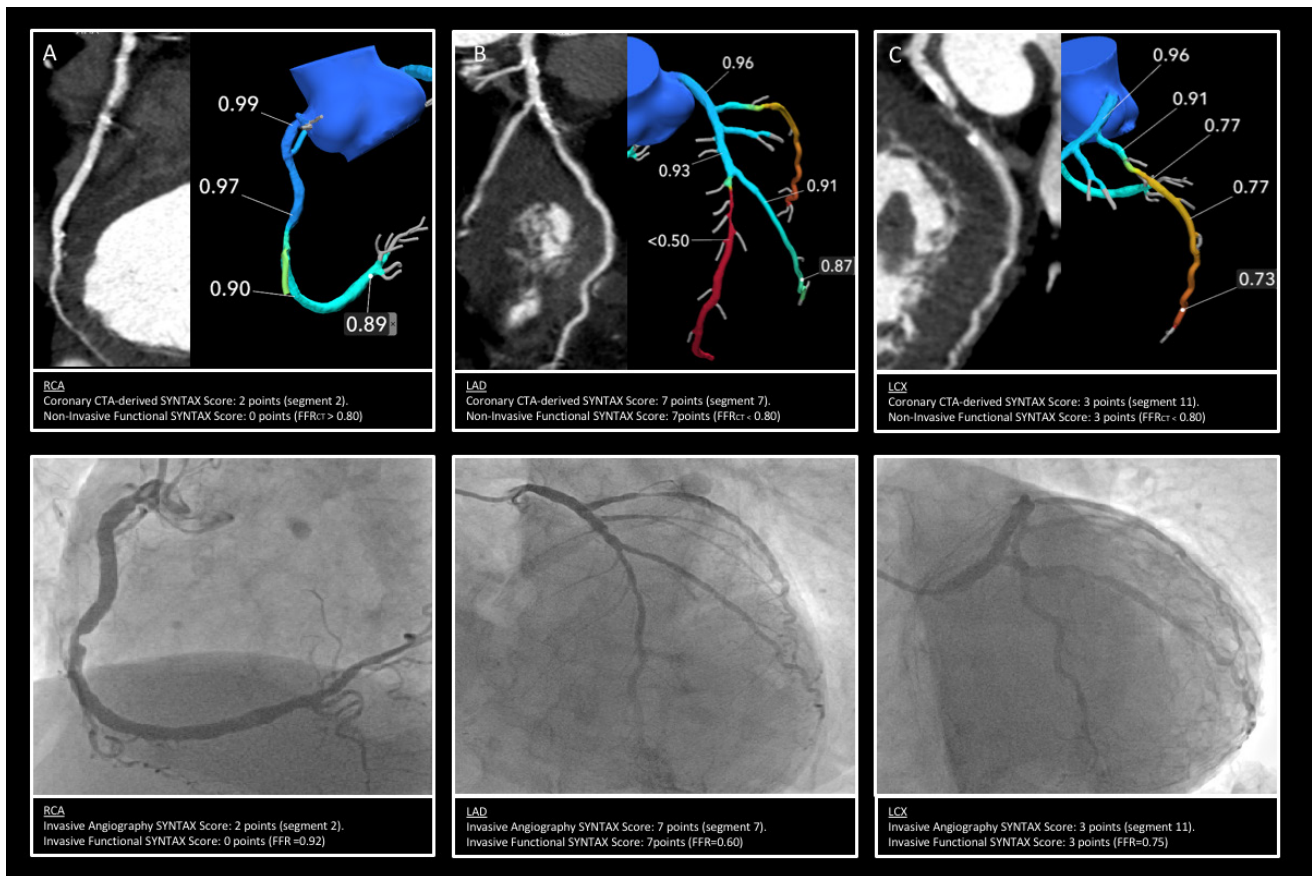 A
0.99
0.97
0.90
0.89
B
0.96
0.93
0.91
<0.50
0.87
C
0.96
0.91
0.77
0.77
0.73
RCA
Coronary CTA-derived SYNTAX Score: 2 points (segment 2).
Non-Invasive Functional SYNTAX Score: 0 points (FFRCT > 0.80)
LAD
Coronary CTA-derived SYNTAX Score: 7 points (segment 7).
Non-Invasive Functional SYNTAX Score: 7points (FFRCT < 0.80)
LCX
Coronary CTA-derived SYNTAX Score: 3 points (segment 11).
Non-Invasive Functional SYNTAX Score: 3 points (FFRCT < 0.80)
RCA
Invasive Angiography SYNTAX Score: 2 points (segment 2).
Invasive Functional SYNTAX Score: 0 points (FFR =0.92)
LAD
Invasive Angiography SYNTAX Score: 7 points (segment 7).
Invasive Functional SYNTAX Score: 7points (FFR=0.60)
LCX
Invasive Angiography SYNTAX Score: 3 points (segment 11).
Invasive Functional SYNTAX Score: 3 points (FFR=0.75)